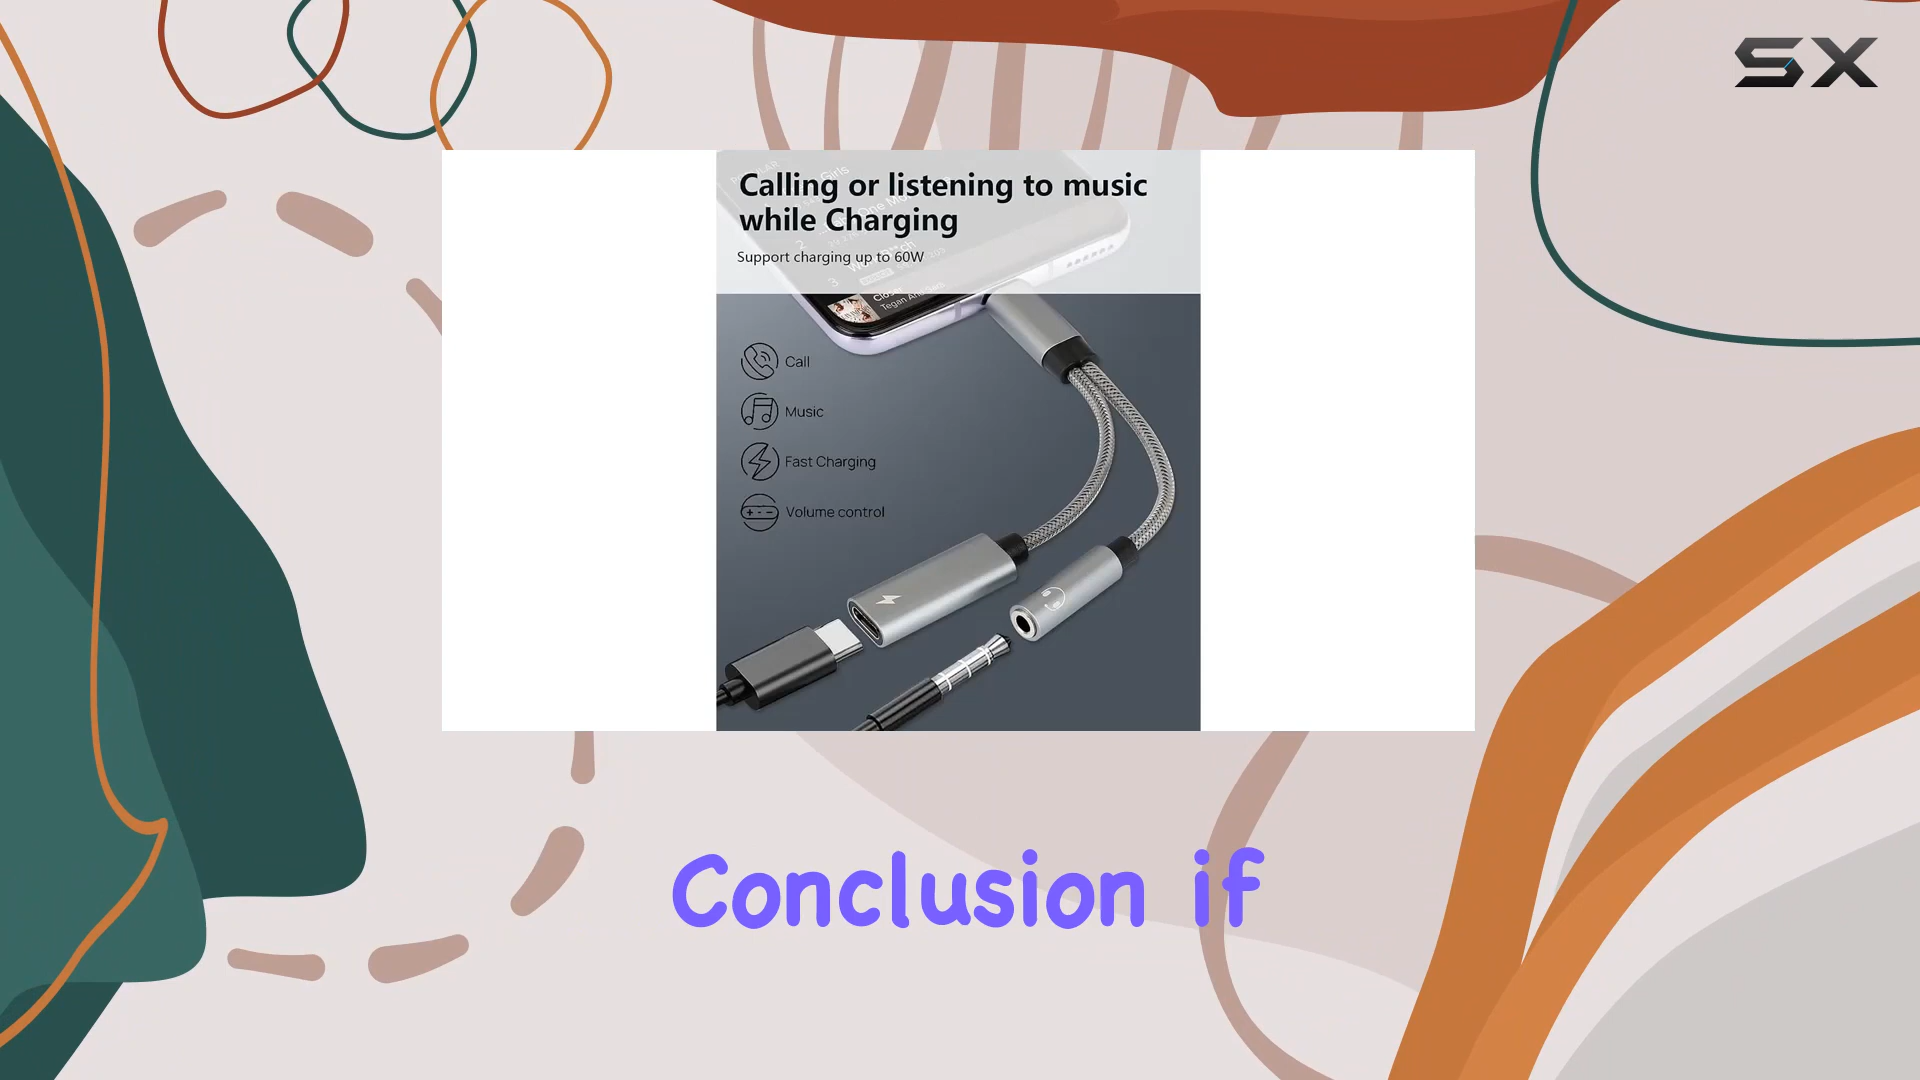 SX
Calling or listening to music
while Charging
Support charging up to 60W
Call
Music
Fast Charging
Volume control
Conclusion if